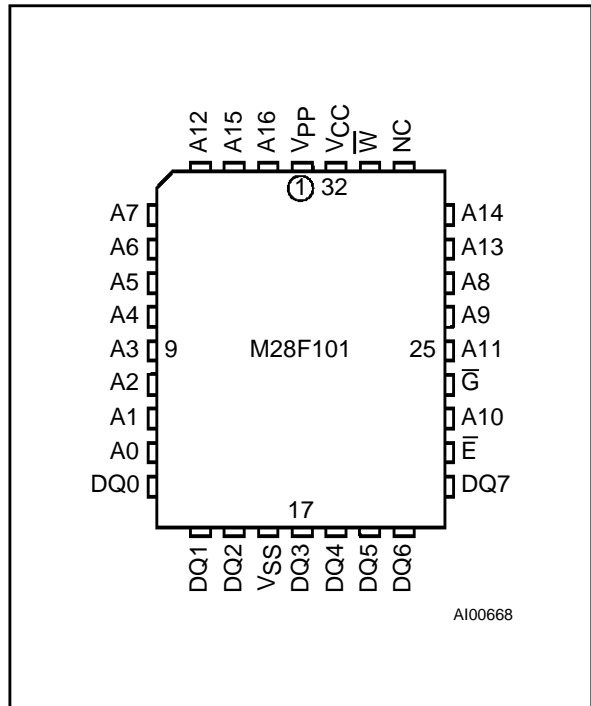 A12 A15 A16 VPP VCC W̅ NC
1 32
A7 A14
A6 A13
A5 A8
A4 A9
A3 9 M28F101 25 A11
A2 G̅
A1 A10
A0 E̅
DQ0 DQ7
17
DQ1 DQ2 VSS DQ3 DQ4 DQ5 DQ6
AI00668